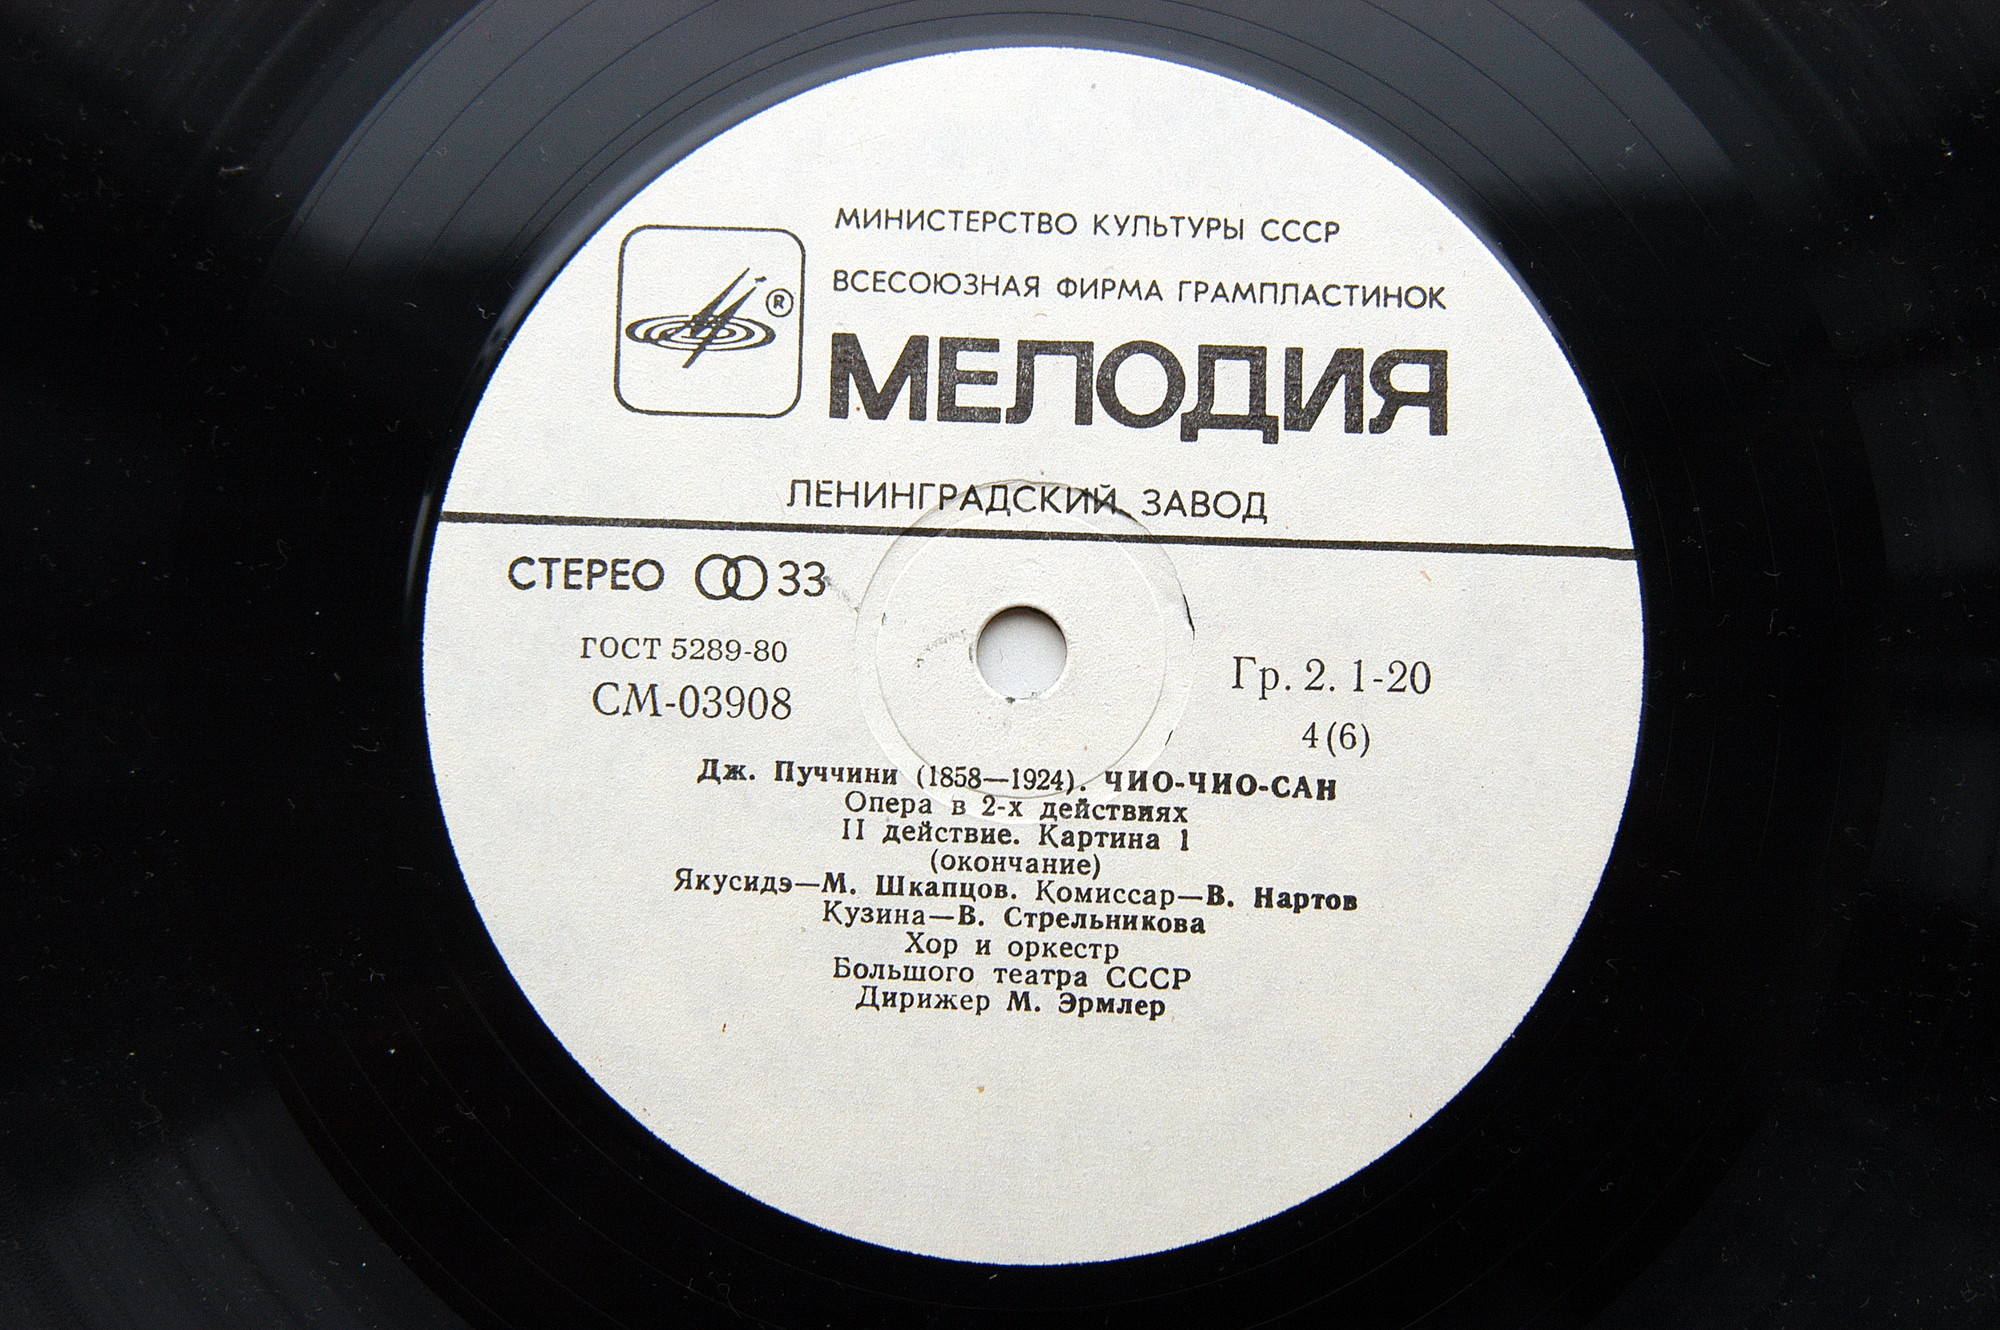 МИНИСТЕРСТВО КУЛЬТУРЫ СССР
ВСЕСОЮЗНАЯ ФИРМА ГРАМПЛАСТИНОК
®
МЕЛОДИЯ
ЛЕНИНГРАДСКИЙ ЗАВОД
СТЕРЕО 33
ГОСТ 5289-80
СМ-03908
Гр. 2. 1-20
4(6)
Дж. Пуччини (1858—1924). ЧИО-ЧИО-САН
Опера в 2-х действиях
II действие. Картина 1
(окончание)
Якусидэ—М. Шкапцов. Комиссар—В. Нартов
Кузина—В. Стрельникова
Хор и оркестр
Большого театра СССР
Дирижер М. Эрмлер